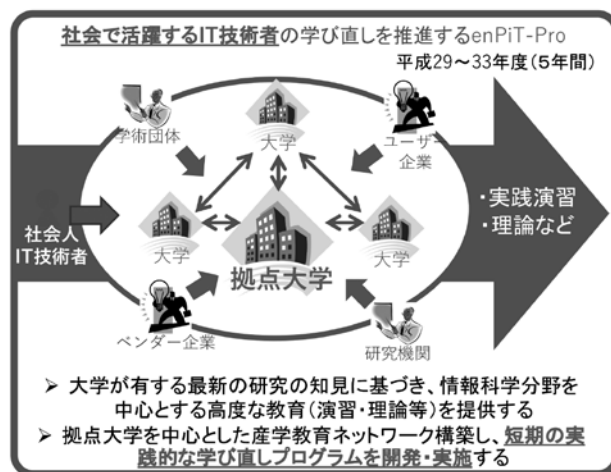 社会で活躍するIT技術者の学び直しを推進するenPiT-Pro
平成29～33年度(5年間)
学術団体
大学
ユーザー
企業
社会人
IT技術者
大学
拠点大学
大学
・実践演習
・理論など
ベンダー企業
研究機関
➢ 大学が有する最新の研究の知見に基づき、情報科学分野を
中心とする高度な教育(演習・理論等)を提供する
➢ 拠点大学を中心とした産学教育ネットワーク構築し、短期の実
践的な学び直しプログラムを開発・実施する